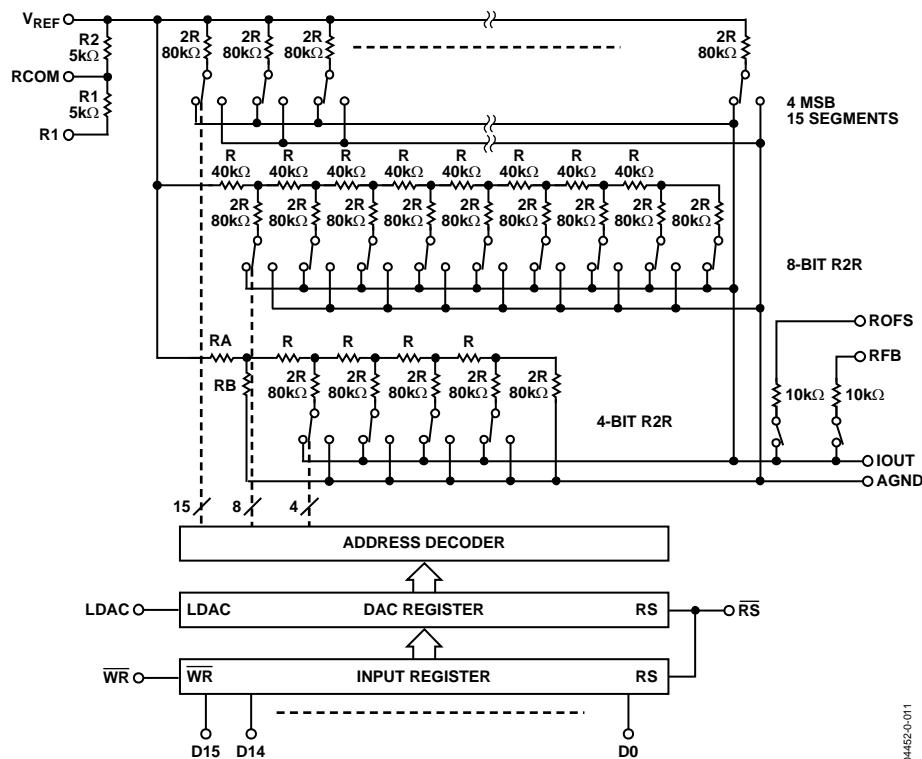 VREF
R2
5kΩ
RCOM
R1
5kΩ
R1
2R 2R 2R 2R
80kΩ 80kΩ 80kΩ 80kΩ
4 MSB
15 SEGMENTS
R R R R R R R R
40kΩ 40kΩ 40kΩ 40kΩ 40kΩ 40kΩ 40kΩ 40kΩ
2R 2R 2R 2R 2R 2R 2R 2R 2R
80kΩ 80kΩ 80kΩ 80kΩ 80kΩ 80kΩ 80kΩ 80kΩ 80kΩ
8-BIT R2R
RA R R R R
RB
2R 2R 2R 2R 2R
80kΩ 80kΩ 80kΩ 80kΩ 80kΩ
4-BIT R2R
ROFS
RFB
10kΩ 10kΩ
IOUT
AGND
15 8 4
ADDRESS DECODER
LDAC LDAC DAC REGISTER RS RS
WR WR INPUT REGISTER RS
D15 D14 D0
04452-0-011